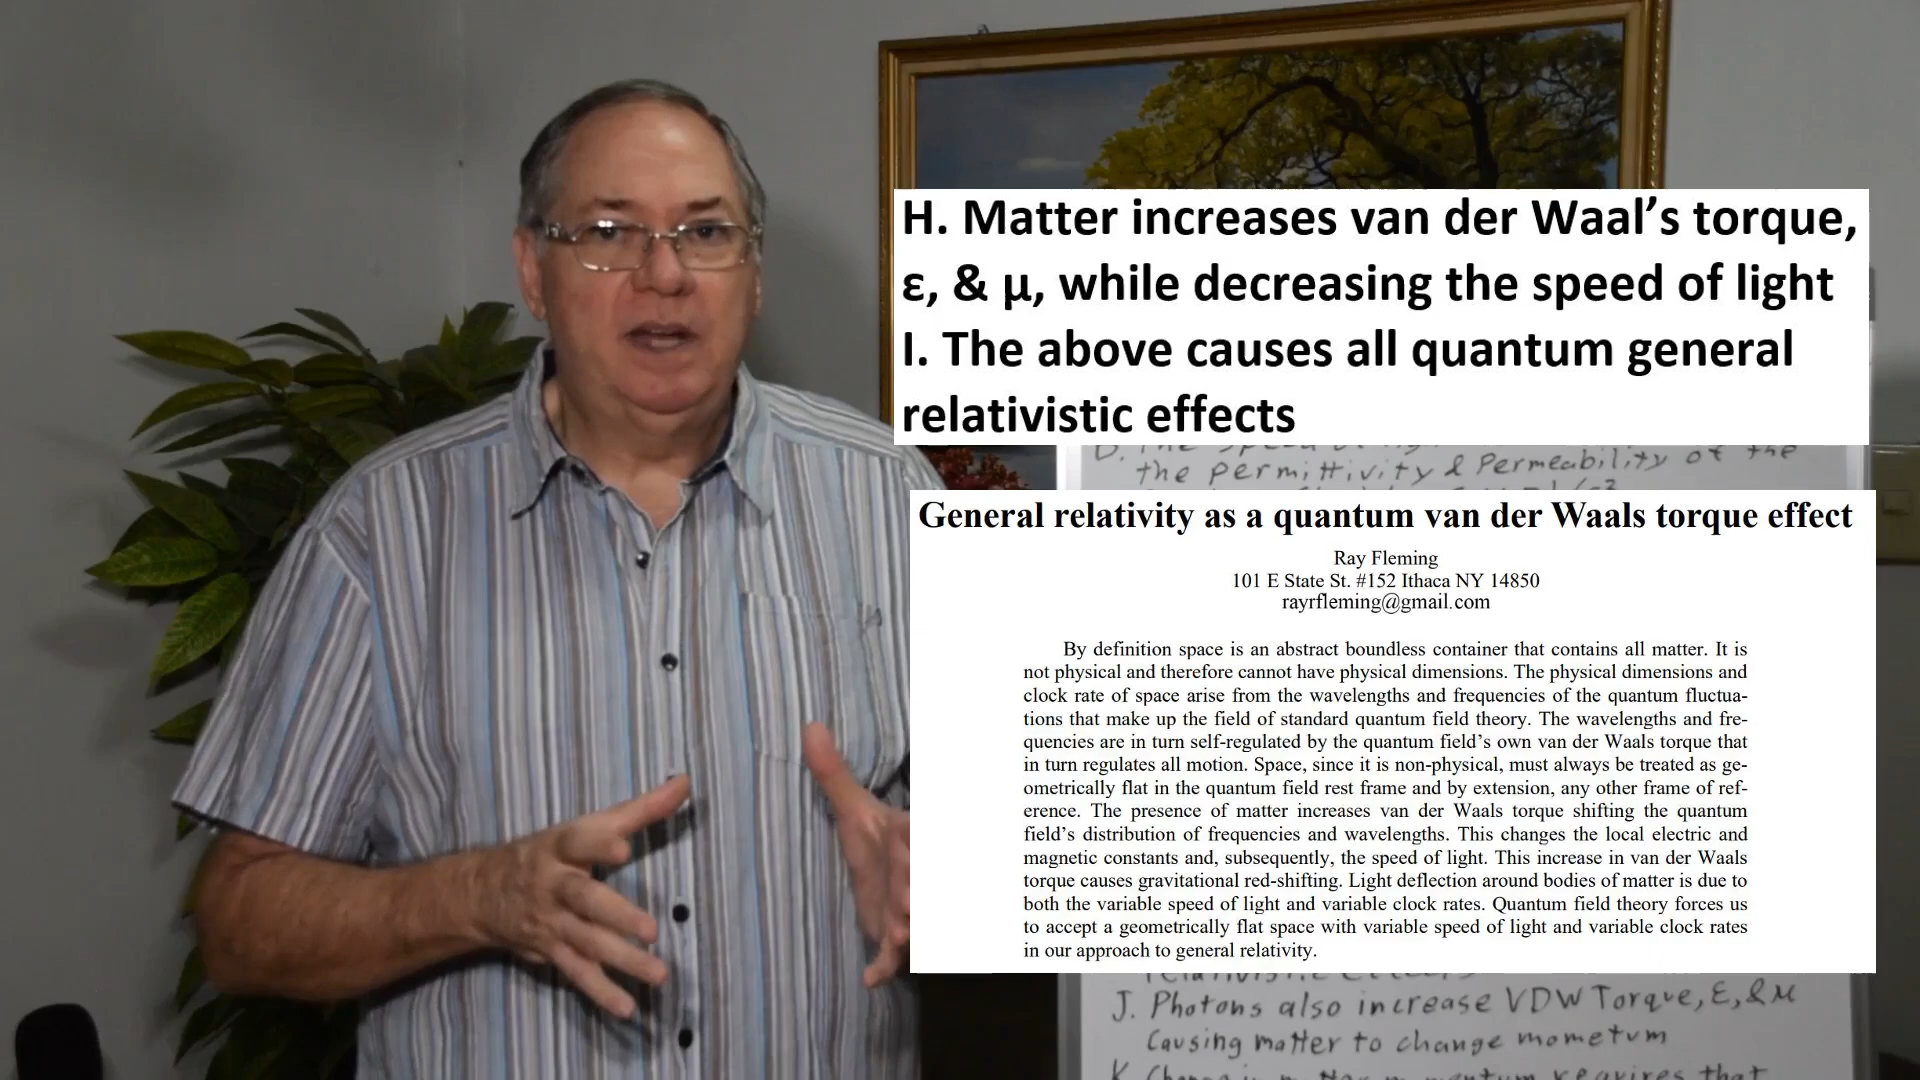 H. Matter increases van der Waal’s torque,
ε, & μ, while decreasing the speed of light
I. The above causes all quantum general
relativistic effects
the permittivity & Permeability of the
General relativity as a quantum van der Waals torque effect
Ray Fleming
101 E State St. #152 Ithaca NY 14850
rayrfleming@gmail.com
By definition space is an abstract boundless container that contains all matter. It is
not physical and therefore cannot have physical dimensions. The physical dimensions and
clock rate of space arise from the wavelengths and frequencies of the quantum fluctua-
tions that make up the field of standard quantum field theory. The wavelengths and fre-
quencies are in turn self-regulated by the quantum field’s own van der Waals torque that
in turn regulates all motion. Space, since it is non-physical, must always be treated as ge-
ometrically flat in the quantum field rest frame and by extension, any other frame of ref-
erence. The presence of matter increases van der Waals torque shifting the quantum
field’s distribution of frequencies and wavelengths. This changes the local electric and
magnetic constants and, subsequently, the speed of light. This increase in van der Waals
torque causes gravitational red-shifting. Light deflection around bodies of matter is due to
both the variable speed of light and variable clock rates. Quantum field theory forces us
to accept a geometrically flat space with variable speed of light and variable clock rates
in our approach to general relativity.
J. Photons also increase VDW Torque, ε, & μ
Causing matter to change mometum